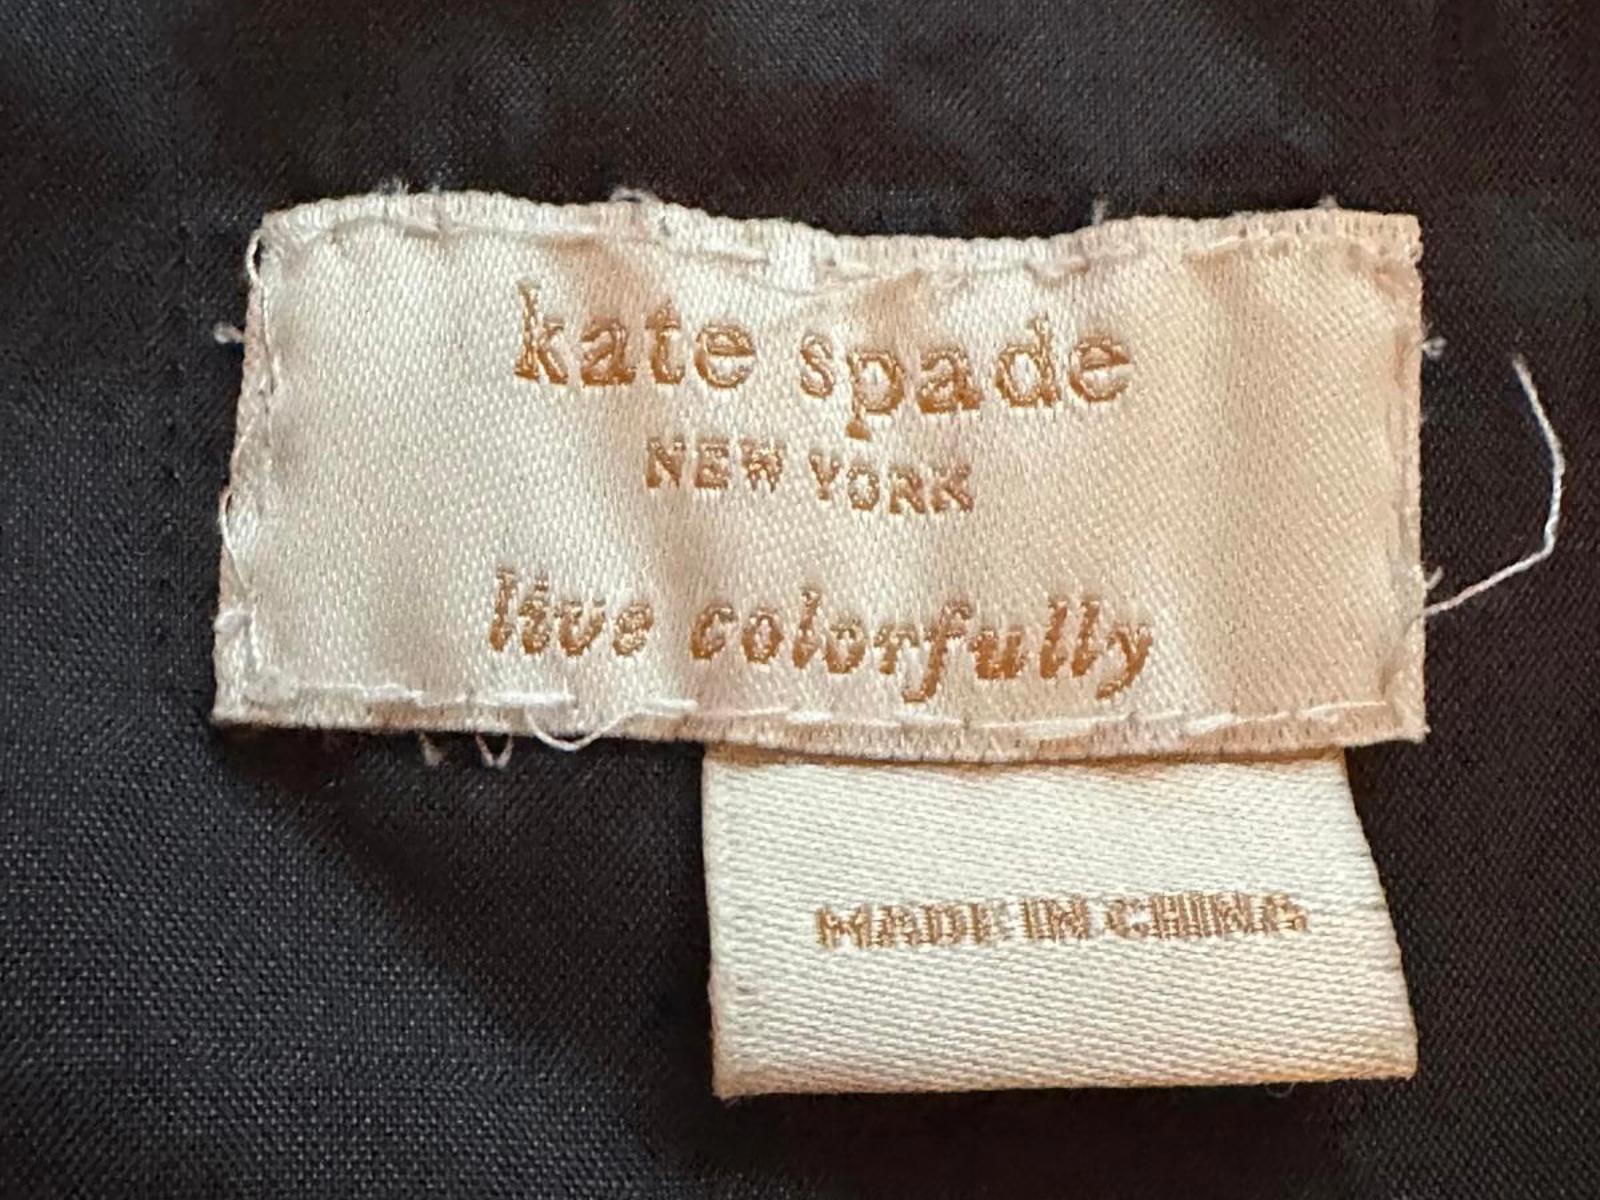 kate spade
NEW YORK
live colorfully
MADE IN CHINA